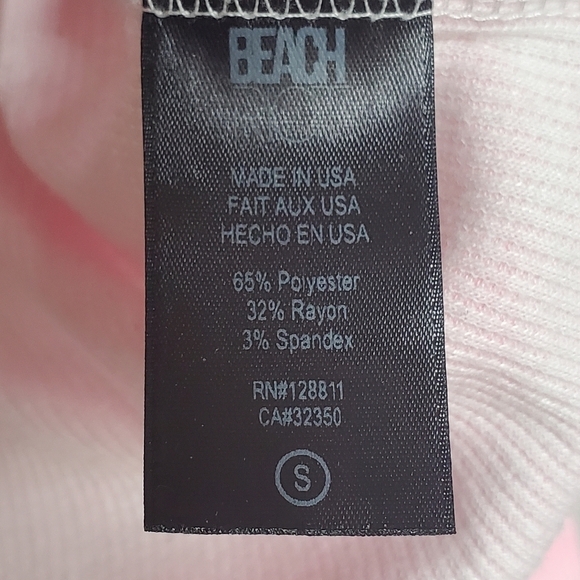 BEACH
MADE IN USA
FAIT AUX USA
HECHO EN USA
65% Polyester
32% Rayon
3% Spandex
RN#128811
CA#32350
S